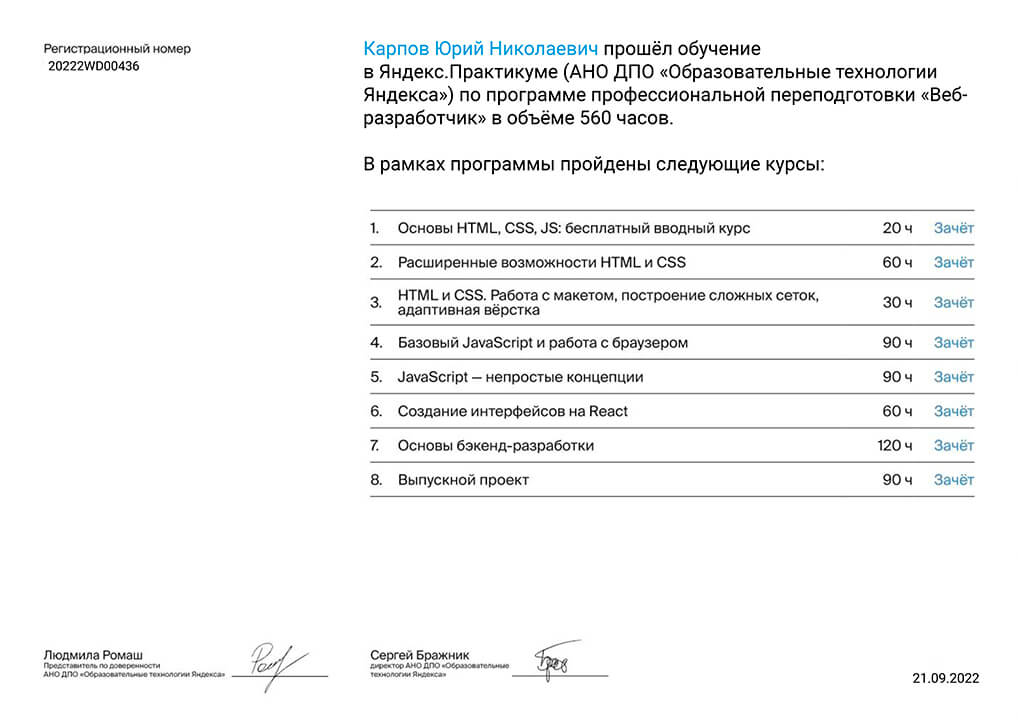 Регистрационный номер
20222WD00436
Карпов Юрий Николаевич прошёл обучение
в Яндекс.Практикуме (АНО ДПО «Образовательные технологии
Яндекса») по программе профессиональной переподготовки «Веб-
разработчик» в объёме 560 часов.
В рамках программы пройдены следующие курсы:
1. Основы HTML, CSS, JS: бесплатный вводный курс 20 ч Зачёт
2. Расширенные возможности HTML и CSS 60 ч Зачёт
3. HTML и CSS. Работа с макетом, построение сложных сеток,
адаптивная вёрстка 30 ч Зачёт
4. Базовый JavaScript и работа с браузером 90 ч Зачёт
5. JavaScript — непростые концепции 90 ч Зачёт
6. Создание интерфейсов на React 60 ч Зачёт
7. Основы бэкенд-разработки 120 ч Зачёт
8. Выпускной проект 90 ч Зачёт
Людмила Ромаш
Представитель по доверенности
АНО ДПО «Образовательные технологии Яндекса»
Сергей Бражник
директор АНО ДПО «Образовательные
технологии Яндекса»
21.09.2022